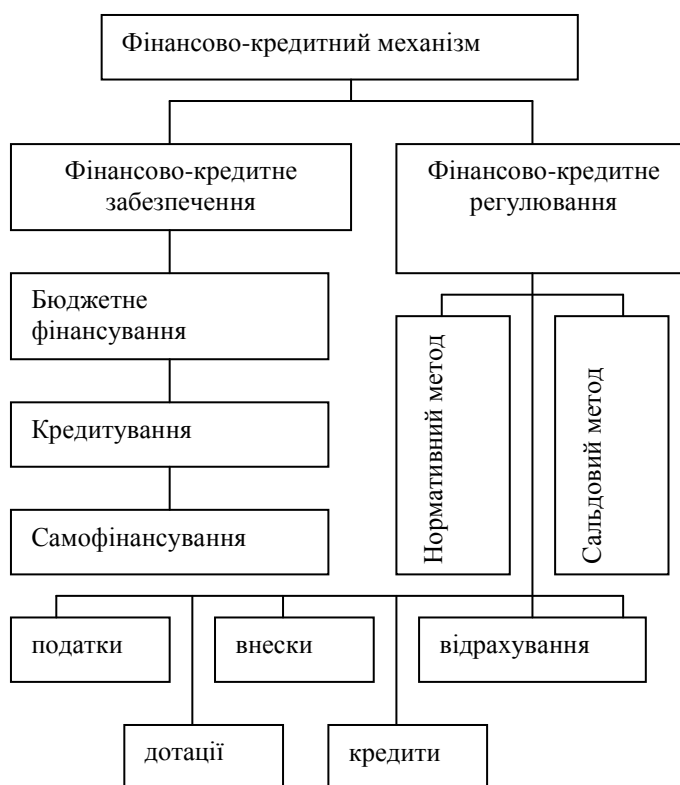 Фінансово-кредитний механізм
Фінансово-кредитне
забезпечення
Фінансово-кредитне
регулювання
Бюджетне
фінансування
Кредитування
Самофінансування
Нормативний метод
Сальдовий метод
податки
внески
відрахування
дотації
кредити